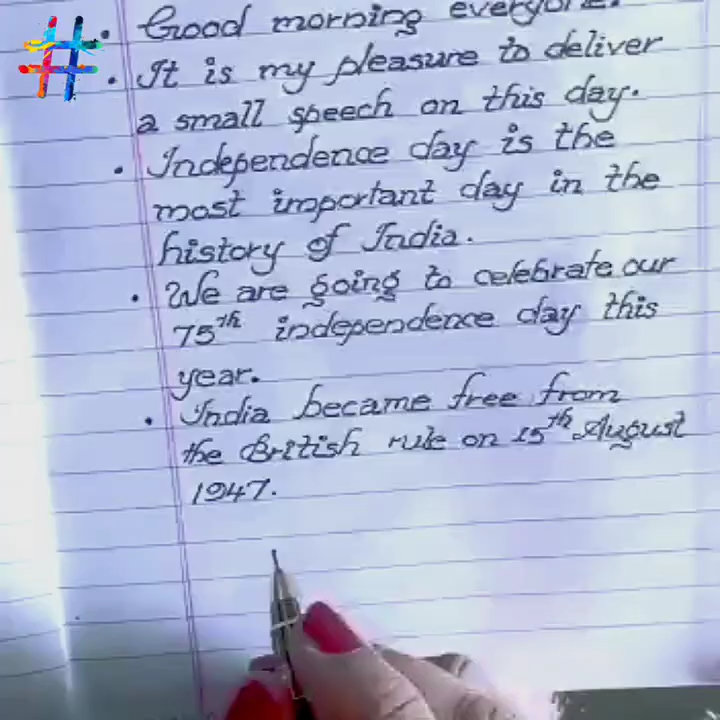 . Good morning everyone.
. It is my pleasure to deliver
a small speech on this day.
. Independence day is the
most important day in the
history of India.
. We are going to celebrate our
75th independence day this
year.
. India became free from
the British rule on 15th August
1947.